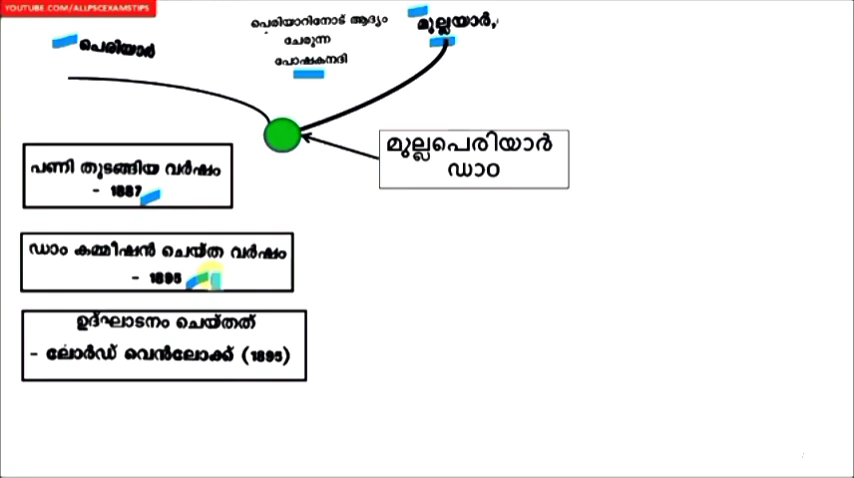 YOUTUBE.COM/ALLPSCEXAMSTIPS
പെരിയാർ
പെരിയാറിനോട് ആദ്യം
ചേരുന്ന
പോഷകനദി
മുല്ലയാർ,
മുല്ലപെരിയാർ
ഡാം
പണി തുടങ്ങിയ വർഷം
- 1887
ഡാം കമ്മീഷൻ ചെയ്ത വർഷം
- 1895
ഉദ്ഘാടനം ചെയ്തത്
- ലോർഡ് വെൻലോക്ക് (1895)